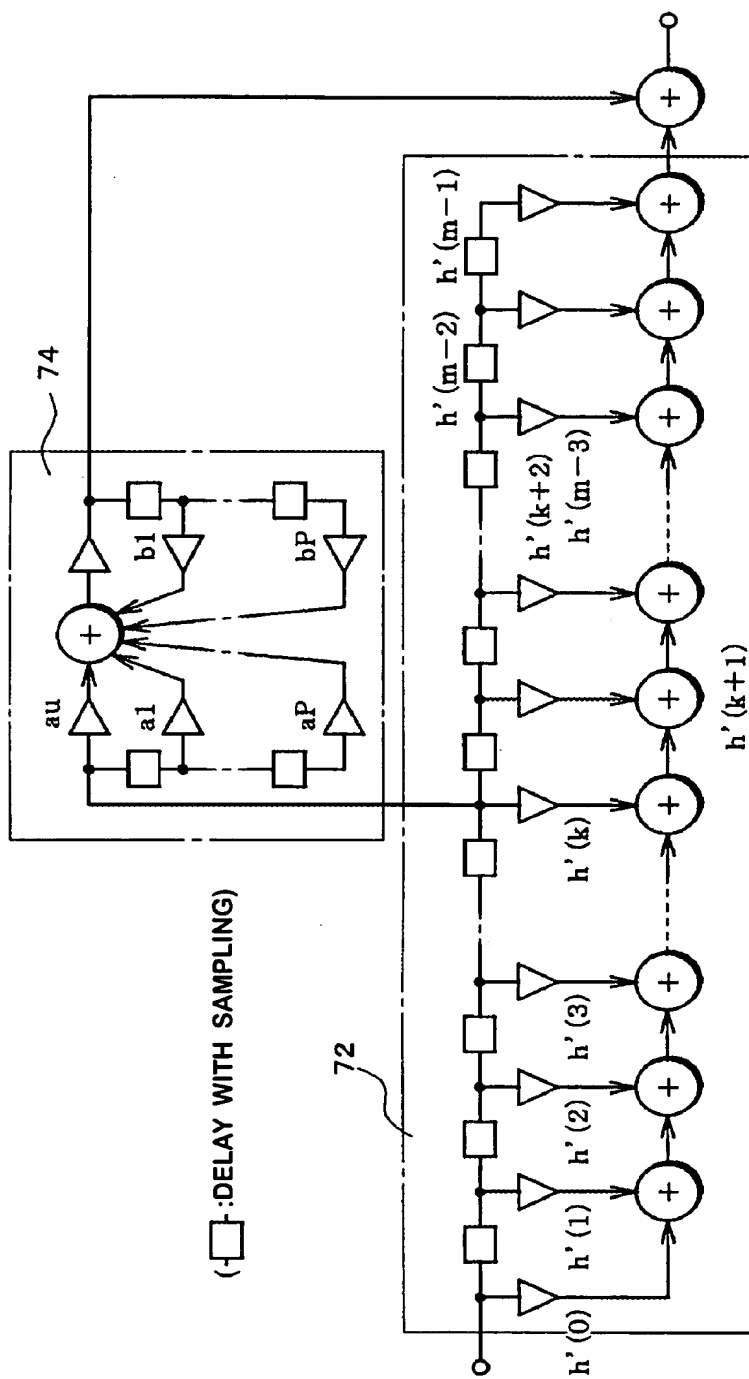 74
au
a1
aP
b1
bP
(-□-:DELAY WITH SAMPLING)
72
h'(0)
h'(1)
h'(2)
h'(3)
h'(k)
h'(k+1)
h'(k+2)
h'(m−3)
h'(m−2)
h'(m−1)
+
+
+
+
+
+
+
+
+
+
+